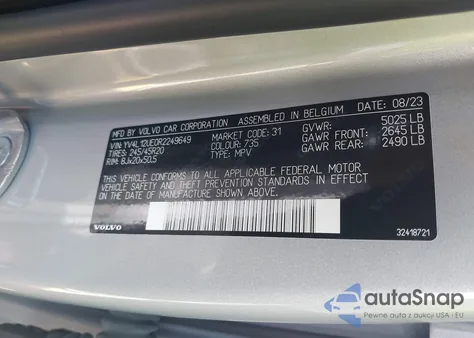 MFD BY VOLVO CAR CORPORATION ASSEMBLED IN BELGIUM DATE: 08/23
VIN: YV4L12UE0R2249649 MARKET CODE: 31 GVWR: 5025 LB
TIRES: 245/45R20 COLOUR: 735 GAWR FRONT: 2645 LB
RIM: 8Jx20x50.5 TYPE: MPV GAWR REAR: 2490 LB
THIS VEHICLE CONFORMS TO ALL APPLICABLE FEDERAL MOTOR
VEHICLE SAFETY AND THEFT PREVENTION STANDARDS IN EFFECT
ON THE DATE OF MANUFACTURE SHOWN ABOVE.
VOLVO 32418721
autoSnap
Pewne auta z aukcji USA i EU